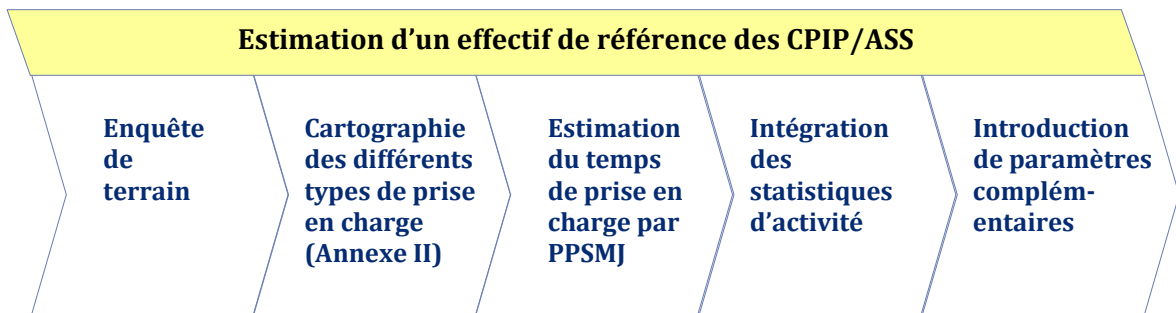 Estimation d’un effectif de référence des CPIP/ASS
Enquête
de
terrain
Cartographie
des différents
types de prise
en charge
(Annexe II)
Estimation
du temps
de prise en
charge par
PPSMJ
Intégration
des
statistiques
d’activité
Introduction
de paramètres
complém-
entaires